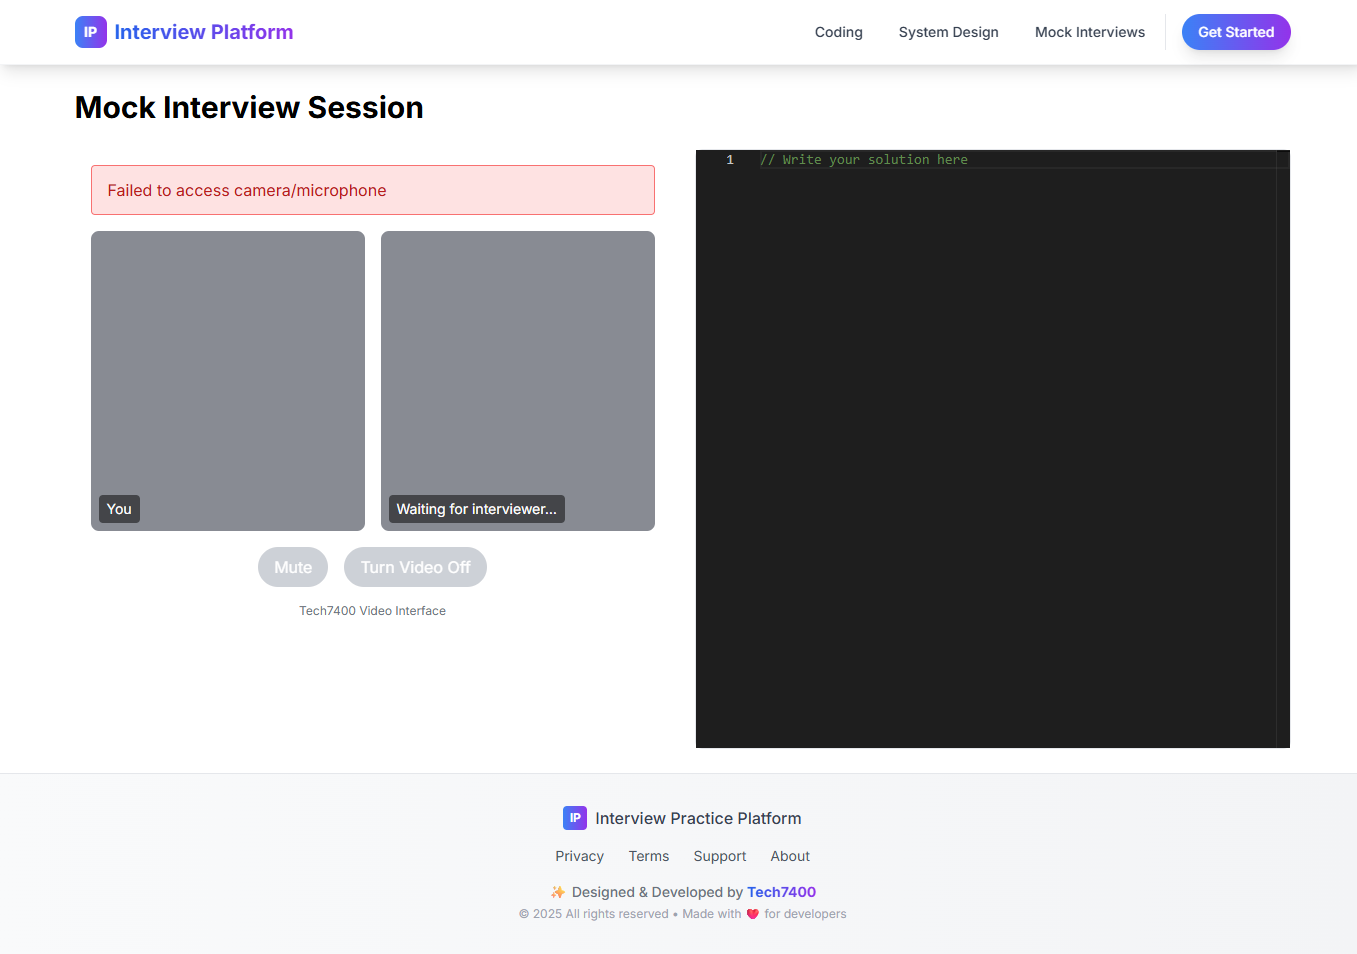 IP Interview Platform
Coding
System Design
Mock Interviews
Get Started
Mock Interview Session
Failed to access camera/microphone
You
Waiting for interviewer...
Mute
Turn Video Off
Tech7400 Video Interface
1 // Write your solution here
IP Interview Practice Platform
Privacy Terms Support About
✨ Designed & Developed by Tech7400
© 2025 All rights reserved • Made with ❤️ for developers